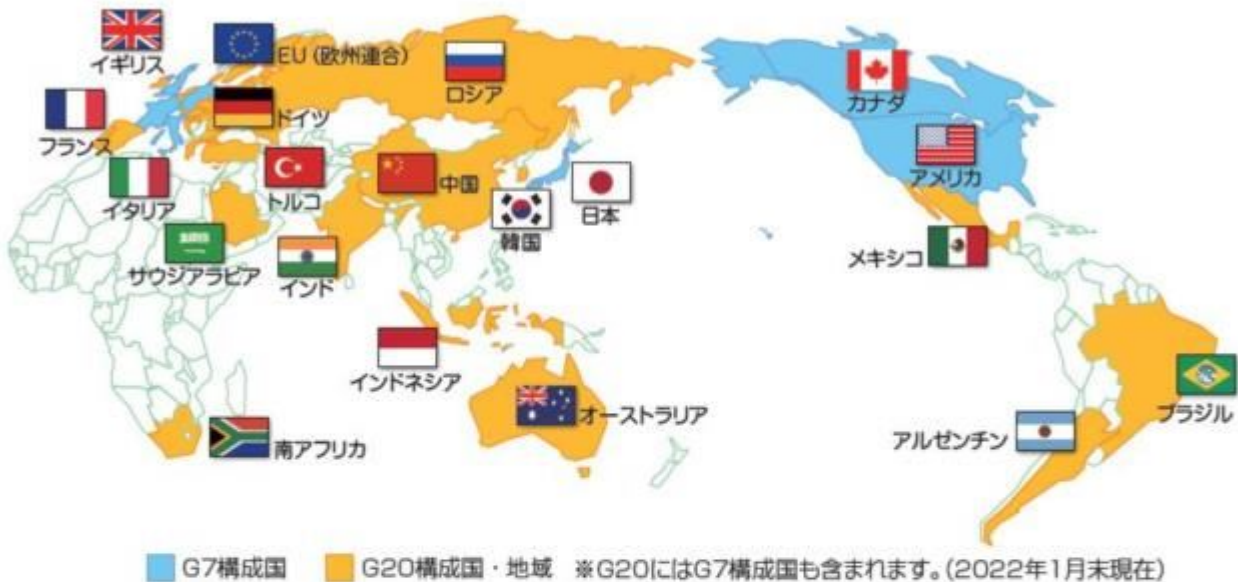 イギリス
EU（欧州連合）
ロシア
カナダ
フランス
ドイツ
アメリカ
イタリア
トルコ
中国
韓国
日本
サウジアラビア
インド
メキシコ
インドネシア
オーストラリア
ブラジル
南アフリカ
アルゼンチン
G7構成国
G20構成国・地域 ※G20にはG7構成国も含まれます。(2022年1月末現在)